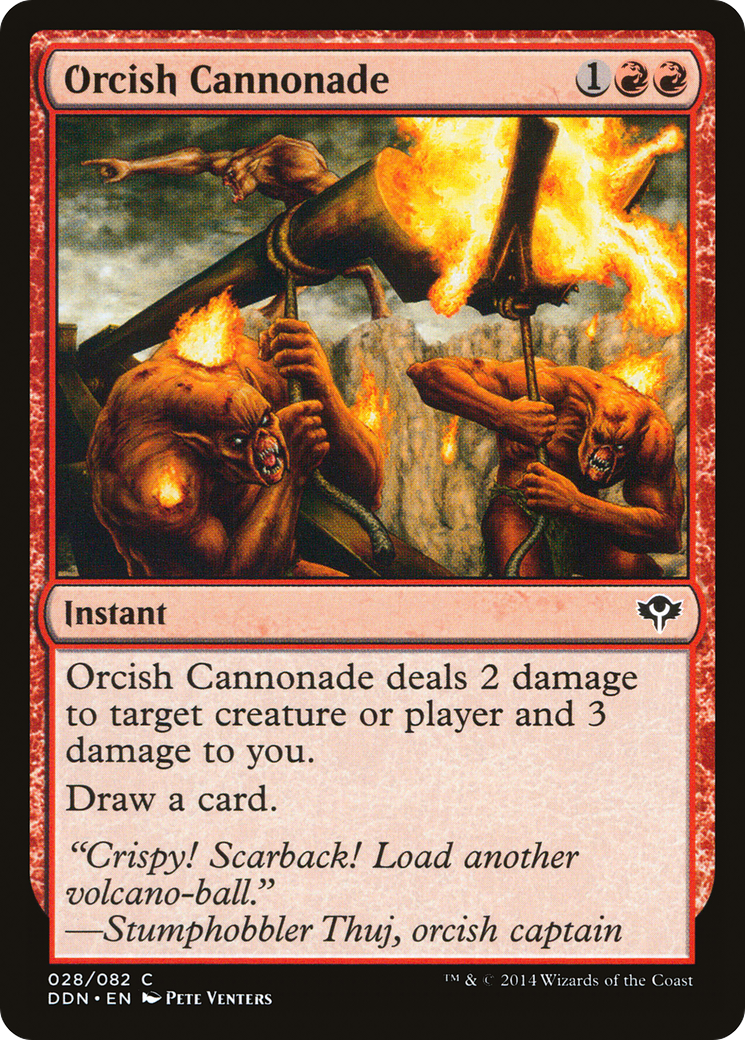 Orcish Cannonade 1
Instant
Orcish Cannonade deals 2 damage
to target creature or player and 3
damage to you.
Draw a card.
“Crispy! Scarback! Load another
volcano-ball.”
—Stumphobbler Thuj, orcish captain
028/082 C
DDN • EN Pete Venters
™ & © 2014 Wizards of the Coast